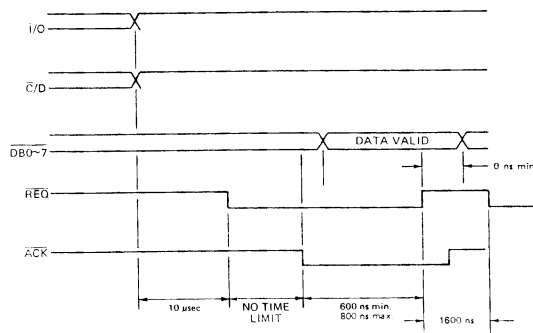 I/O
C/D
DB0~7
DATA VALID
0 ns min
REQ
ACK
10 μsec
NO TIME
LIMIT
600 ns min.
800 ns max.
1600 ns